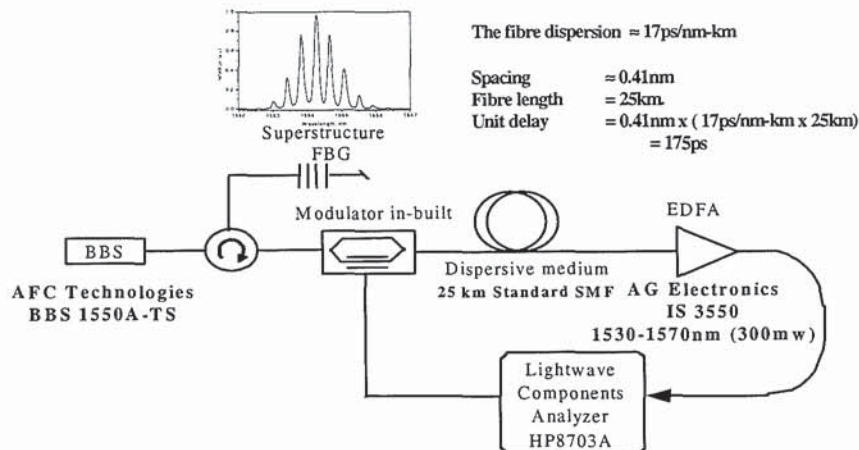 The fibre dispersion ≈ 17ps/nm-km
Spacing ≈ 0.41nm
Fibre length = 25km.
Unit delay = 0.41nm x ( 17ps/nm-km x 25km)
= 175ps
Superstructure
FBG
Modulator in-built
EDFA
BBS
AFC Technologies
BBS 1550A-TS
Dispersive medium
25 km Standard SMF
AG Electronics
IS 3550
1530-1570nm (300mw)
Lightwave
Components
Analyzer
HP8703A